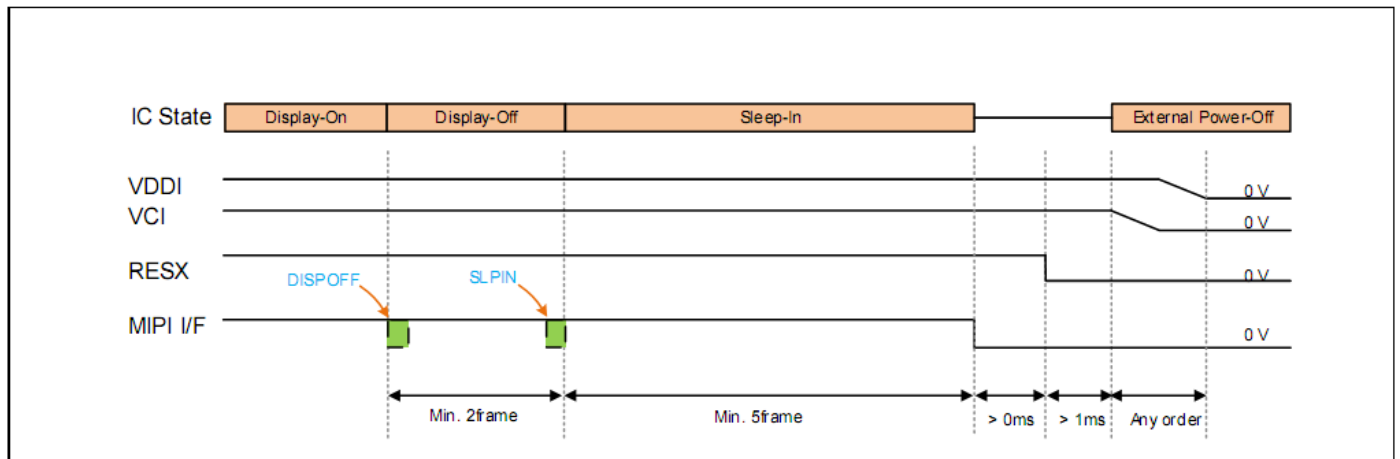 IC State Display-On Display-Off Sleep-In External Power-Off
VDDI 0 V
VCI 0 V
RESX DISPOFF SLPIN 0 V
MIPI I/F 0 V
Min. 2frame Min. 5frame > 0ms > 1ms Any order